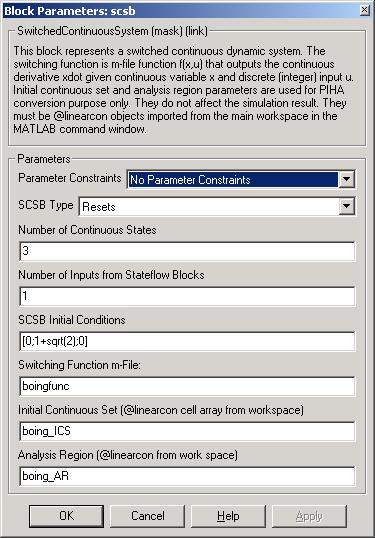 Block Parameters: scsb
SwitchedContinuousSystem (mask) (link)
This block represents a switched continuous dynamic system. The
switching function is m-file function f(x,u) that outputs the continuous
derivative xdot given continuous variable x and discrete (integer) input u.
Initial continuous set and analysis region parameters are used for PIHA
conversion purpose only. They do not affect the simulation result. They
must be @linearcon objects imported from the main workspace in the
MATLAB command window.
Parameters
Parameter Constraints No Parameter Constraints
SCSB Type Resets
Number of Continuous States
3
Number of Inputs from Stateflow Blocks
1
SCSB Initial Conditions
[0;1+sqrt(2);0]
Switching Function m-File:
boingfunc
Initial Continuous Set (@linearcon cell array from workspace)
boing_ICS
Analysis Region (@linearcon from work space)
boing_AR
OK Cancel Help Apply